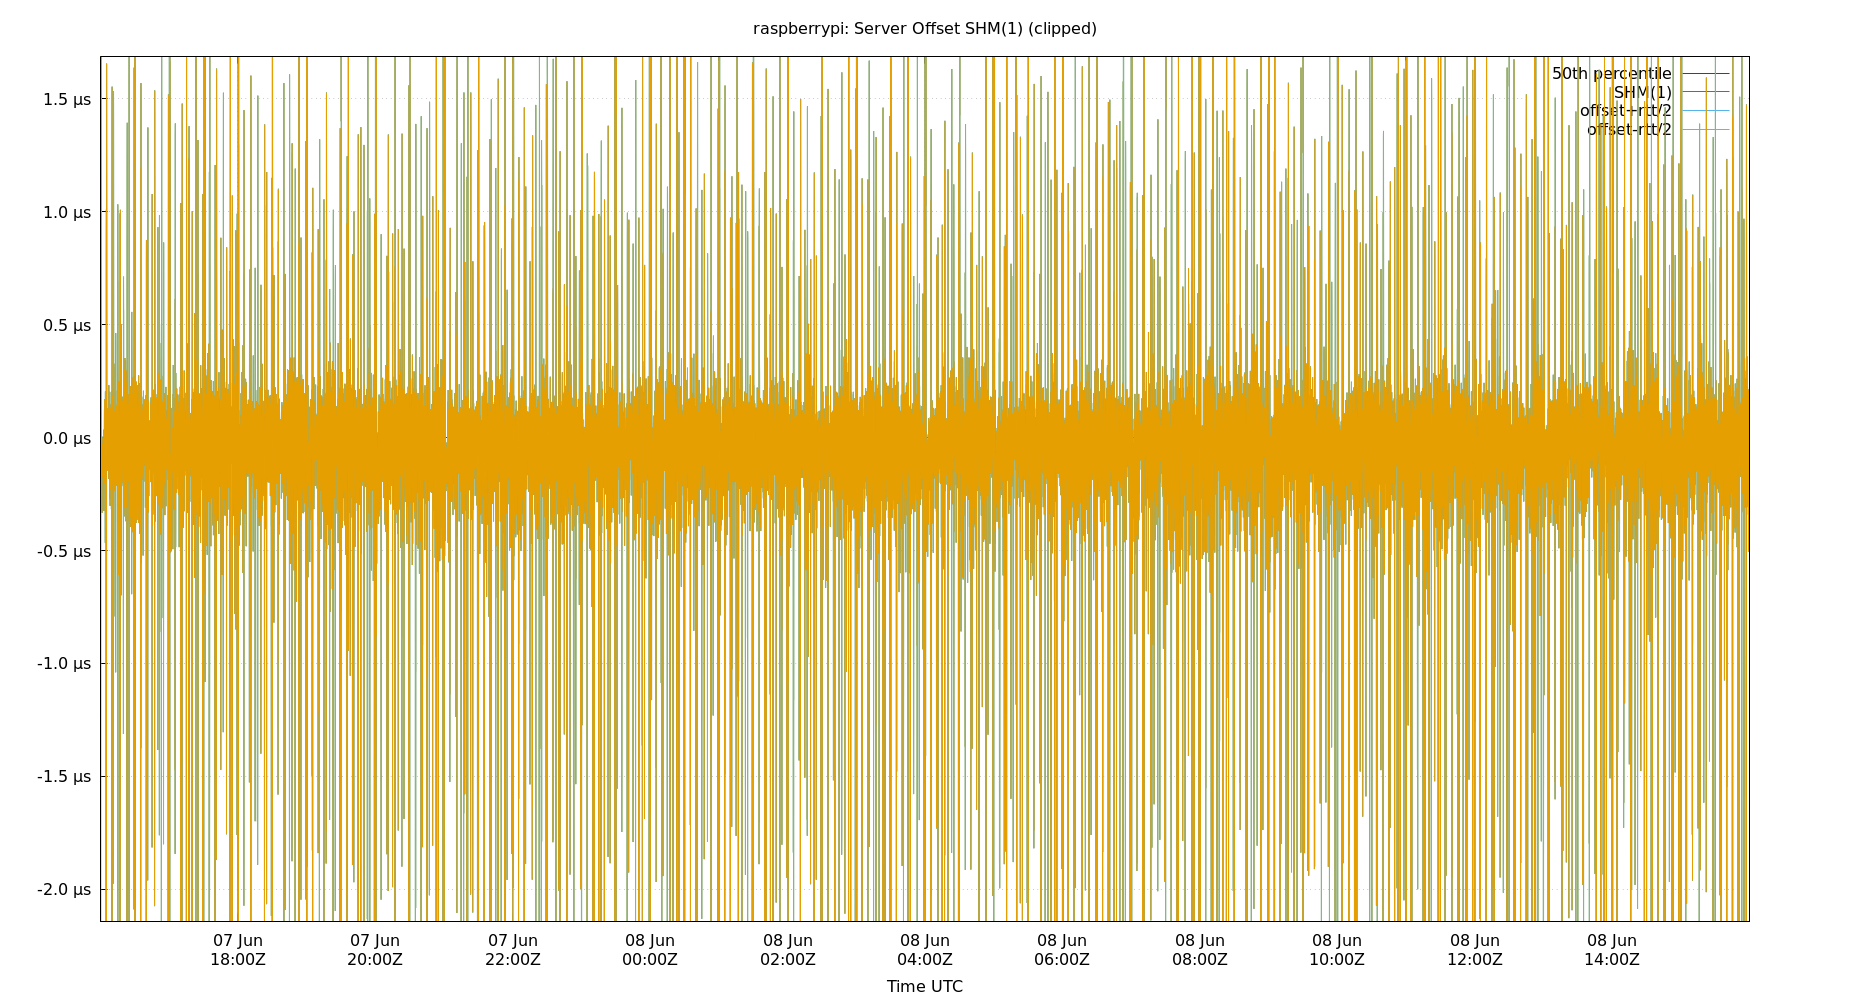 raspberrypi: Server Offset SHM(1) (clipped)
50th percentile
SHM(1)
offset+rtt/2
offset-rtt/2
1.5 µs
1.0 µs
0.5 µs
0.0 µs
-0.5 µs
-1.0 µs
-1.5 µs
-2.0 µs
07 Jun 07 Jun 07 Jun 08 Jun 08 Jun 08 Jun 08 Jun 08 Jun 08 Jun 08 Jun 08 Jun
18:00Z 20:00Z 22:00Z 00:00Z 02:00Z 04:00Z 06:00Z 08:00Z 10:00Z 12:00Z 14:00Z
Time UTC